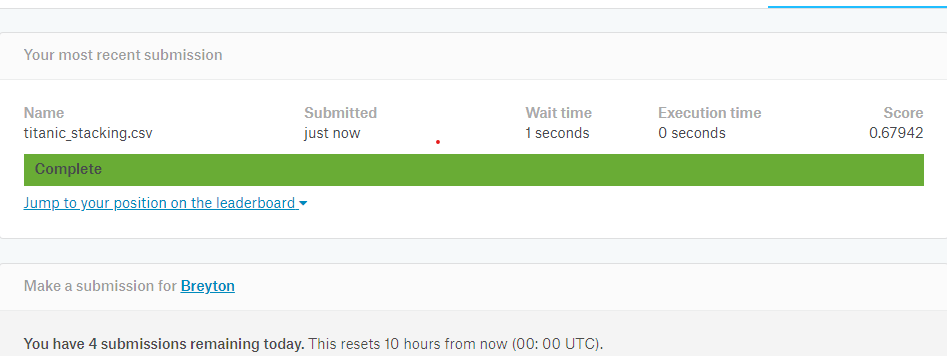 Your most recent submission
Name Submitted Wait time Execution time Score
titanic_stacking.csv just now 1 seconds 0 seconds 0.67942
Complete
Jump to your position on the leaderboard
Make a submission for Breyton
You have 4 submissions remaining today. This resets 10 hours from now (00: 00 UTC).